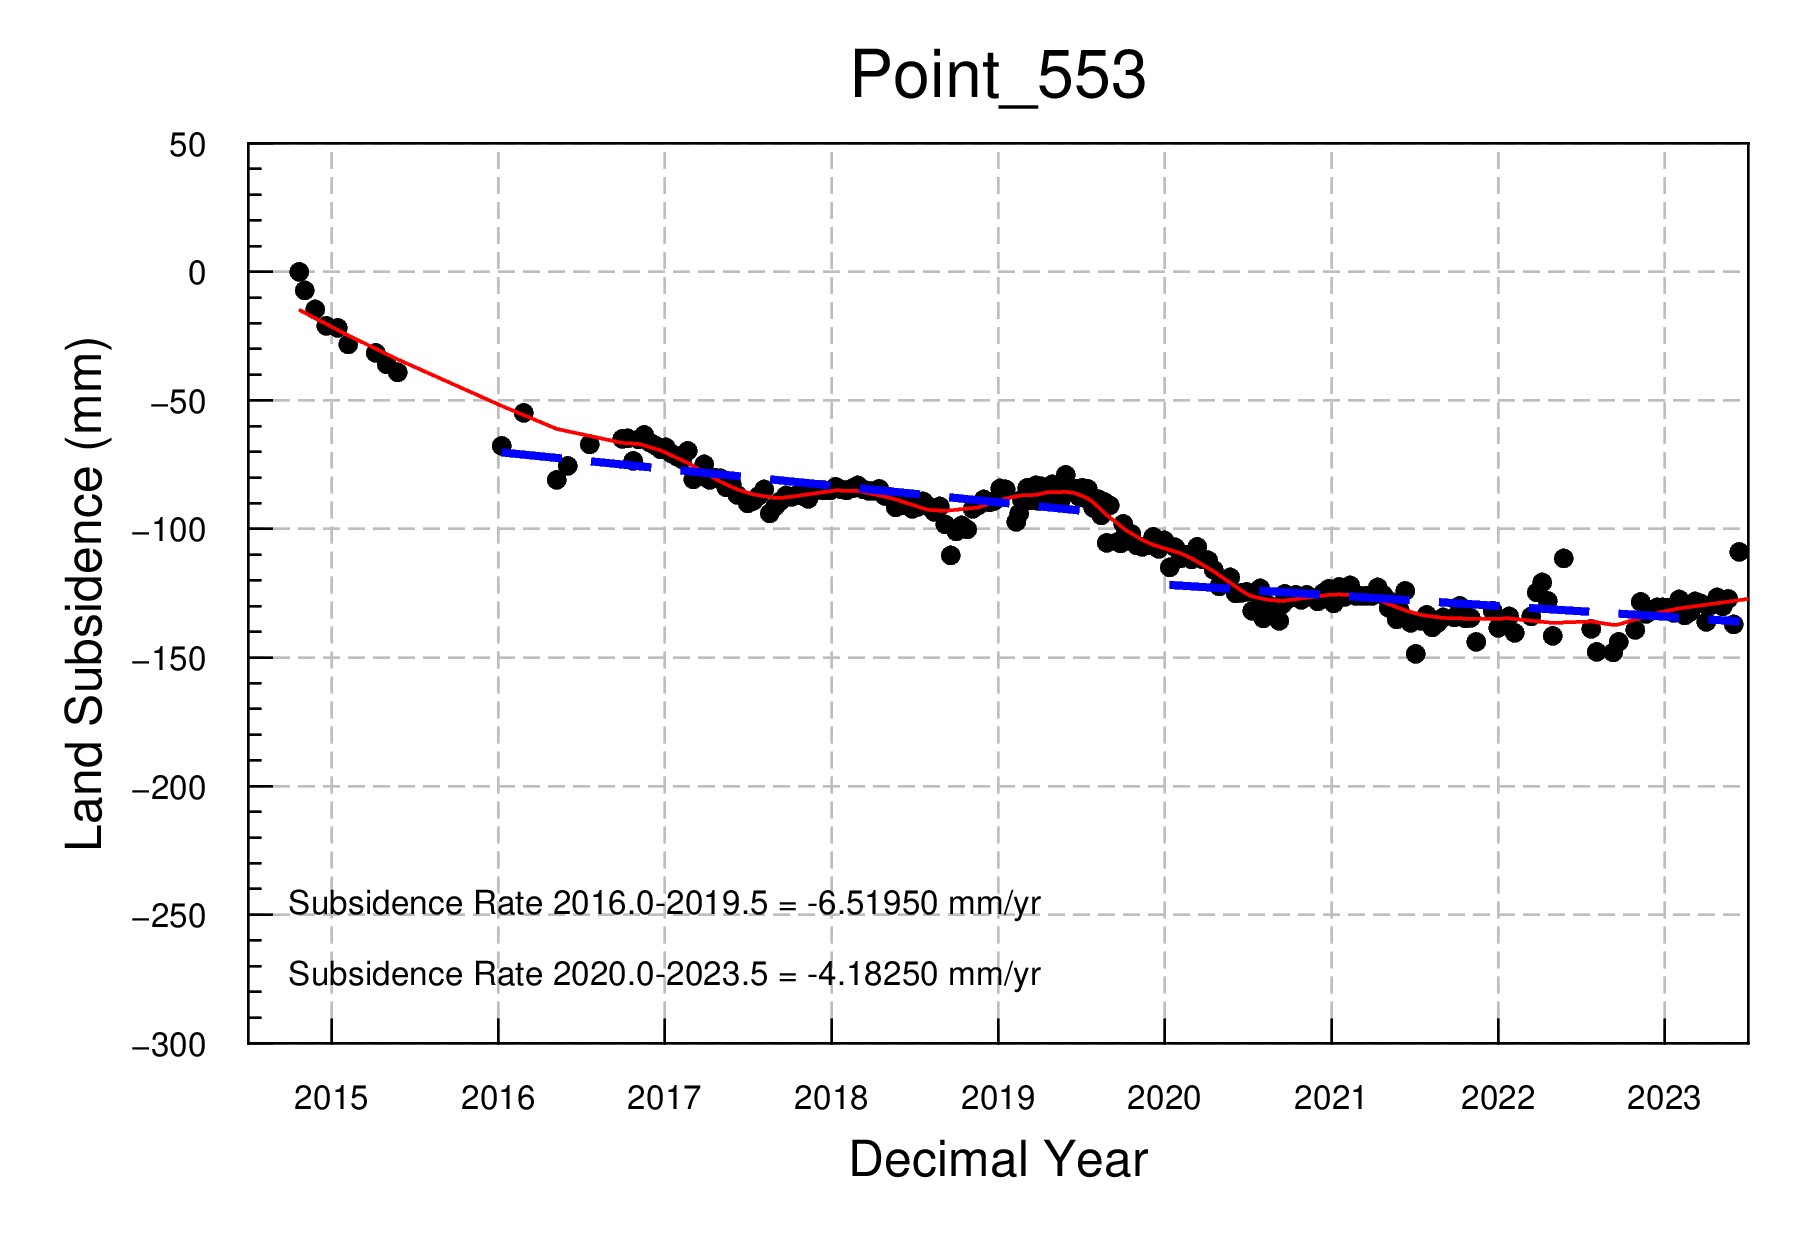 Point_553
50
0
−50
−100
−150
−200
−250
−300
Land Subsidence (mm)
Subsidence Rate 2016.0-2019.5 = -6.51950 mm/yr
Subsidence Rate 2020.0-2023.5 = -4.18250 mm/yr
2015 2016 2017 2018 2019 2020 2021 2022 2023
Decimal Year